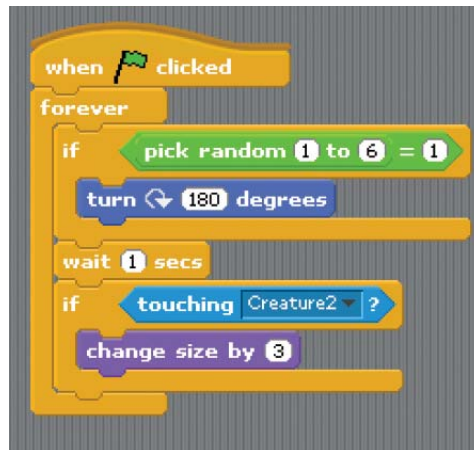 when clicked
forever
if pick random 1 to 6 = 1
turn 180 degrees
wait 1 secs
if touching Creature2 ?
change size by 3